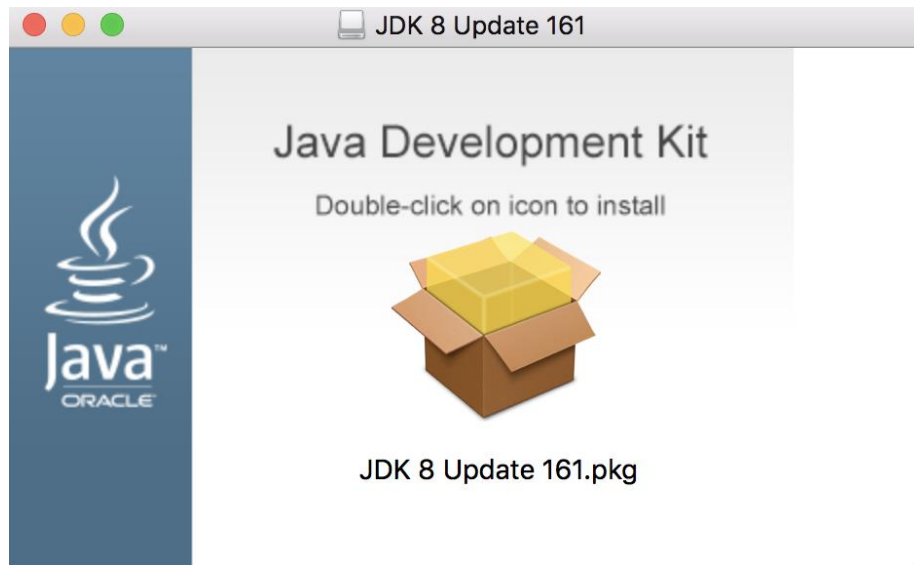 JDK 8 Update 161
Java Development Kit
Double-click on icon to install
Java™
ORACLE
JDK 8 Update 161.pkg